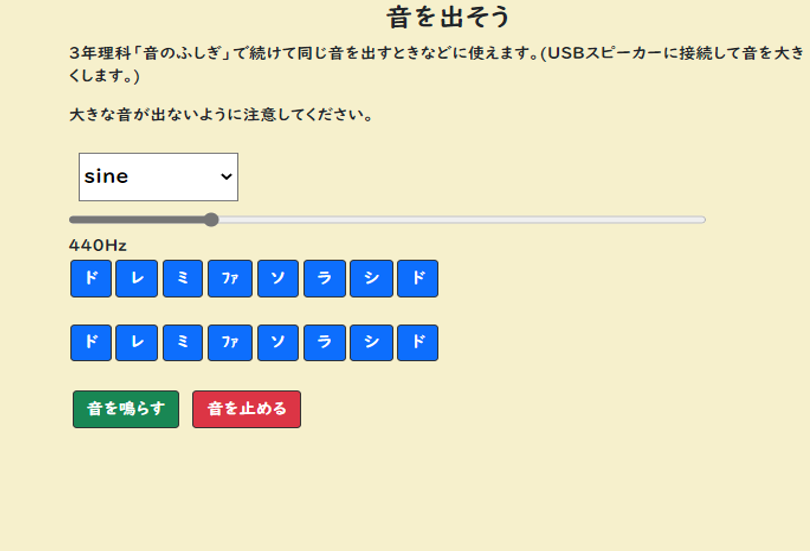 音を出そう
3年理科「音のふしぎ」で続けて同じ音を出すときなどに使えます。(USBスピーカーに接続して音を大き
くします。)
大きな音が出ないように注意してください。
sine
440Hz
ド レ ミ ファ ソ ラ シ ド
ド レ ミ ファ ソ ラ シ ド
音を鳴らす 音を止める